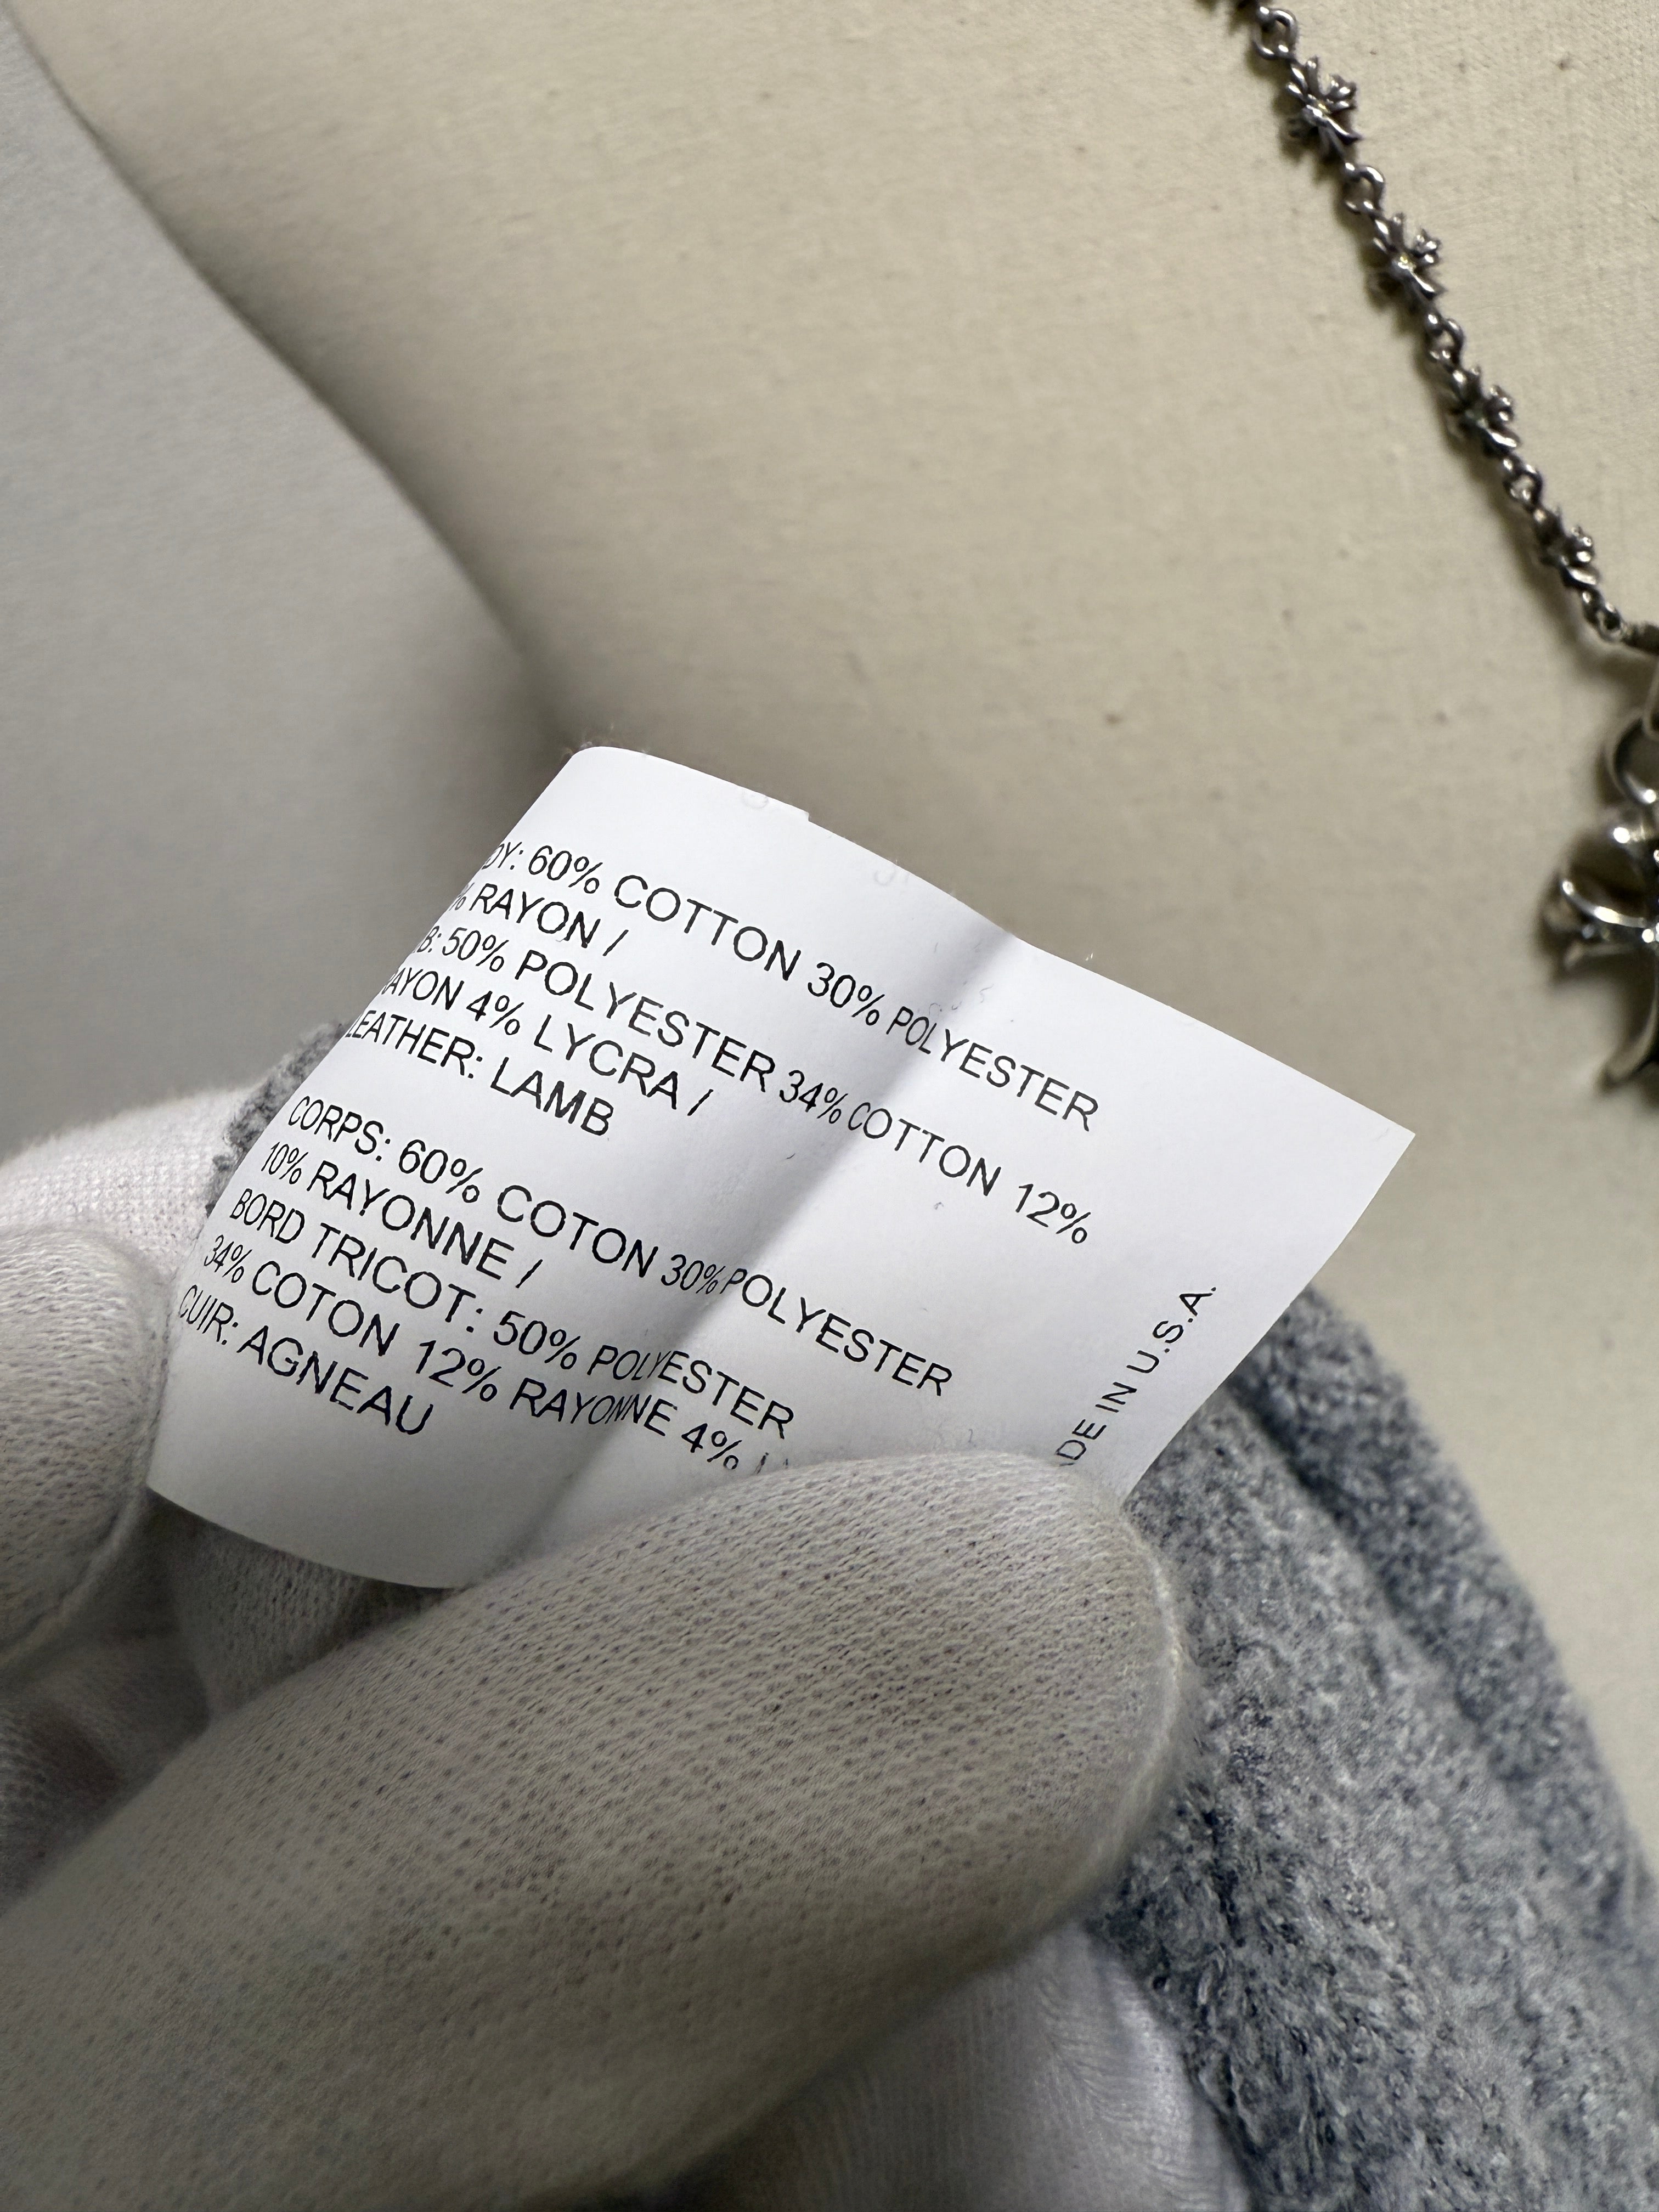 DY: 60% COTTON 30% POLYESTER
% RAYON /
B: 50% POLYESTER 34% COTTON 12%
AYON 4% LYCRA /
LEATHER: LAMB
CORPS: 60% COTON 30% POLYESTER
10% RAYONNE /
BORD TRICOT: 50% POLYESTER
34% COTON 12% RAYONNE 4%
CUIR: AGNEAU
DE IN U.S.A.